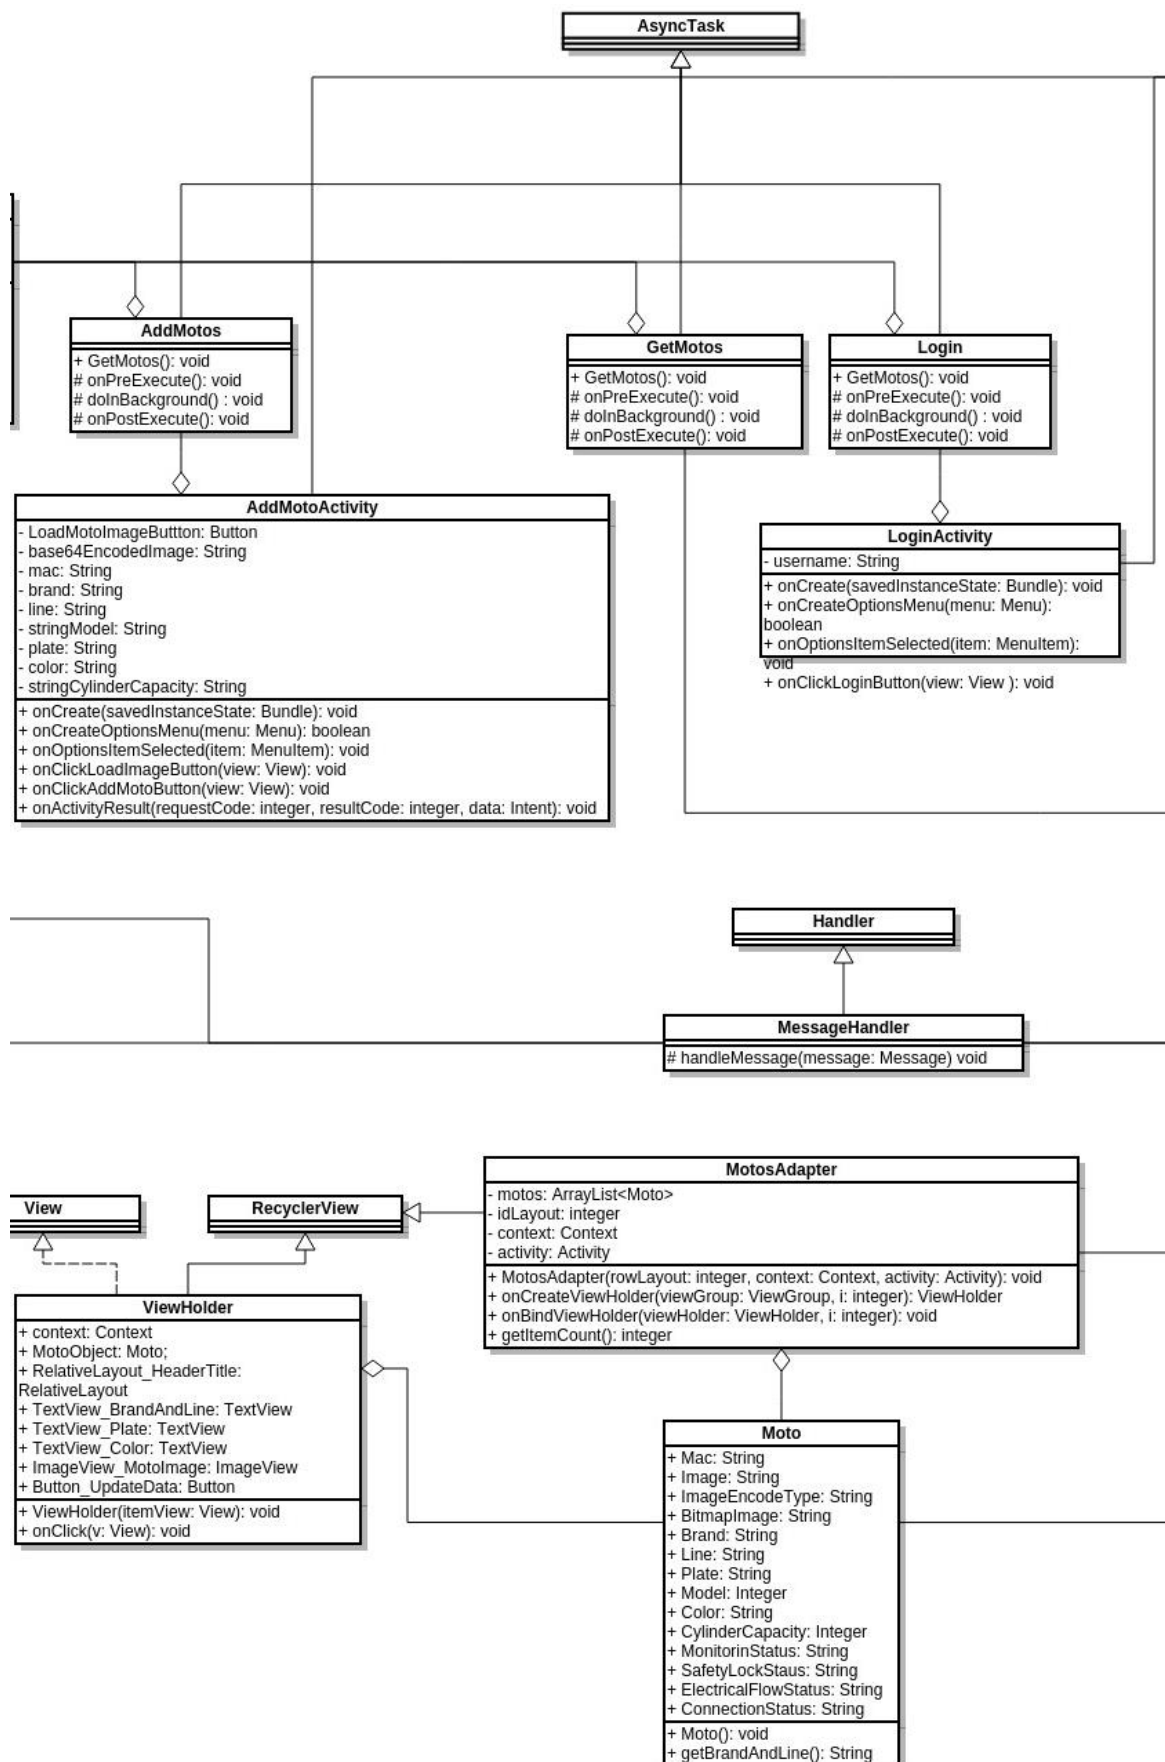 AsyncTask
AddMotos
+ GetMotos(): void
# onPreExecute(): void
# doInBackground() : void
# onPostExecute(): void
GetMotos
+ GetMotos(): void
# onPreExecute(): void
# doInBackground() : void
# onPostExecute(): void
Login
+ GetMotos(): void
# onPreExecute(): void
# doInBackground() : void
# onPostExecute(): void
AddMotoActivity
- LoadMotoImageButtton: Button
- base64EncodedImage: String
- mac: String
- brand: String
- line: String
- stringModel: String
- plate: String
- color: String
- stringCylinderCapacity: String
+ onCreate(savedInstanceState: Bundle): void
+ onCreateOptionsMenu(menu: Menu): boolean
+ onOptionsItemSelected(item: MenuItem): void
+ onClickLoadImageButton(view: View): void
+ onClickAddMotoButton(view: View): void
+ onActivityResult(requestCode: integer, resultCode: integer, data: Intent): void
LoginActivity
- username: String
+ onCreate(savedInstanceState: Bundle): void
+ onCreateOptionsMenu(menu: Menu):
boolean
+ onOptionsItemSelected(item: MenuItem):
void
+ onClickLoginButton(view: View ): void
Handler
MessageHandler
# handleMessage(message: Message) void
MotosAdapter
- motos: ArrayList<Moto>
- idLayout: integer
- context: Context
- activity: Activity
+ MotosAdapter(rowLayout: integer, context: Context, activity: Activity): void
+ onCreateViewHolder(viewGroup: ViewGroup, i: integer): ViewHolder
+ onBindViewHolder(viewHolder: ViewHolder, i: integer): void
+ getItemCount(): integer
View
RecyclerView
ViewHolder
+ context: Context
+ MotoObject: Moto;
+ RelativeLayout_HeaderTitle:
RelativeLayout
+ TextView_BrandAndLine: TextView
+ TextView_Plate: TextView
+ TextView_Color: TextView
+ ImageView_MotoImage: ImageView
+ Button_UpdateData: Button
+ ViewHolder(itemView: View): void
+ onClick(v: View): void
Moto
+ Mac: String
+ Image: String
+ ImageEncodeType: String
+ BitmapImage: String
+ Brand: String
+ Line: String
+ Plate: String
+ Model: Integer
+ Color: String
+ CylinderCapacity: Integer
+ MonitorinStatus: String
+ SafetyLockStaus: String
+ ElectricalFlowStatus: String
+ ConnectionStatus: String
+ Moto(): void
+ getBrandAndLine(): String